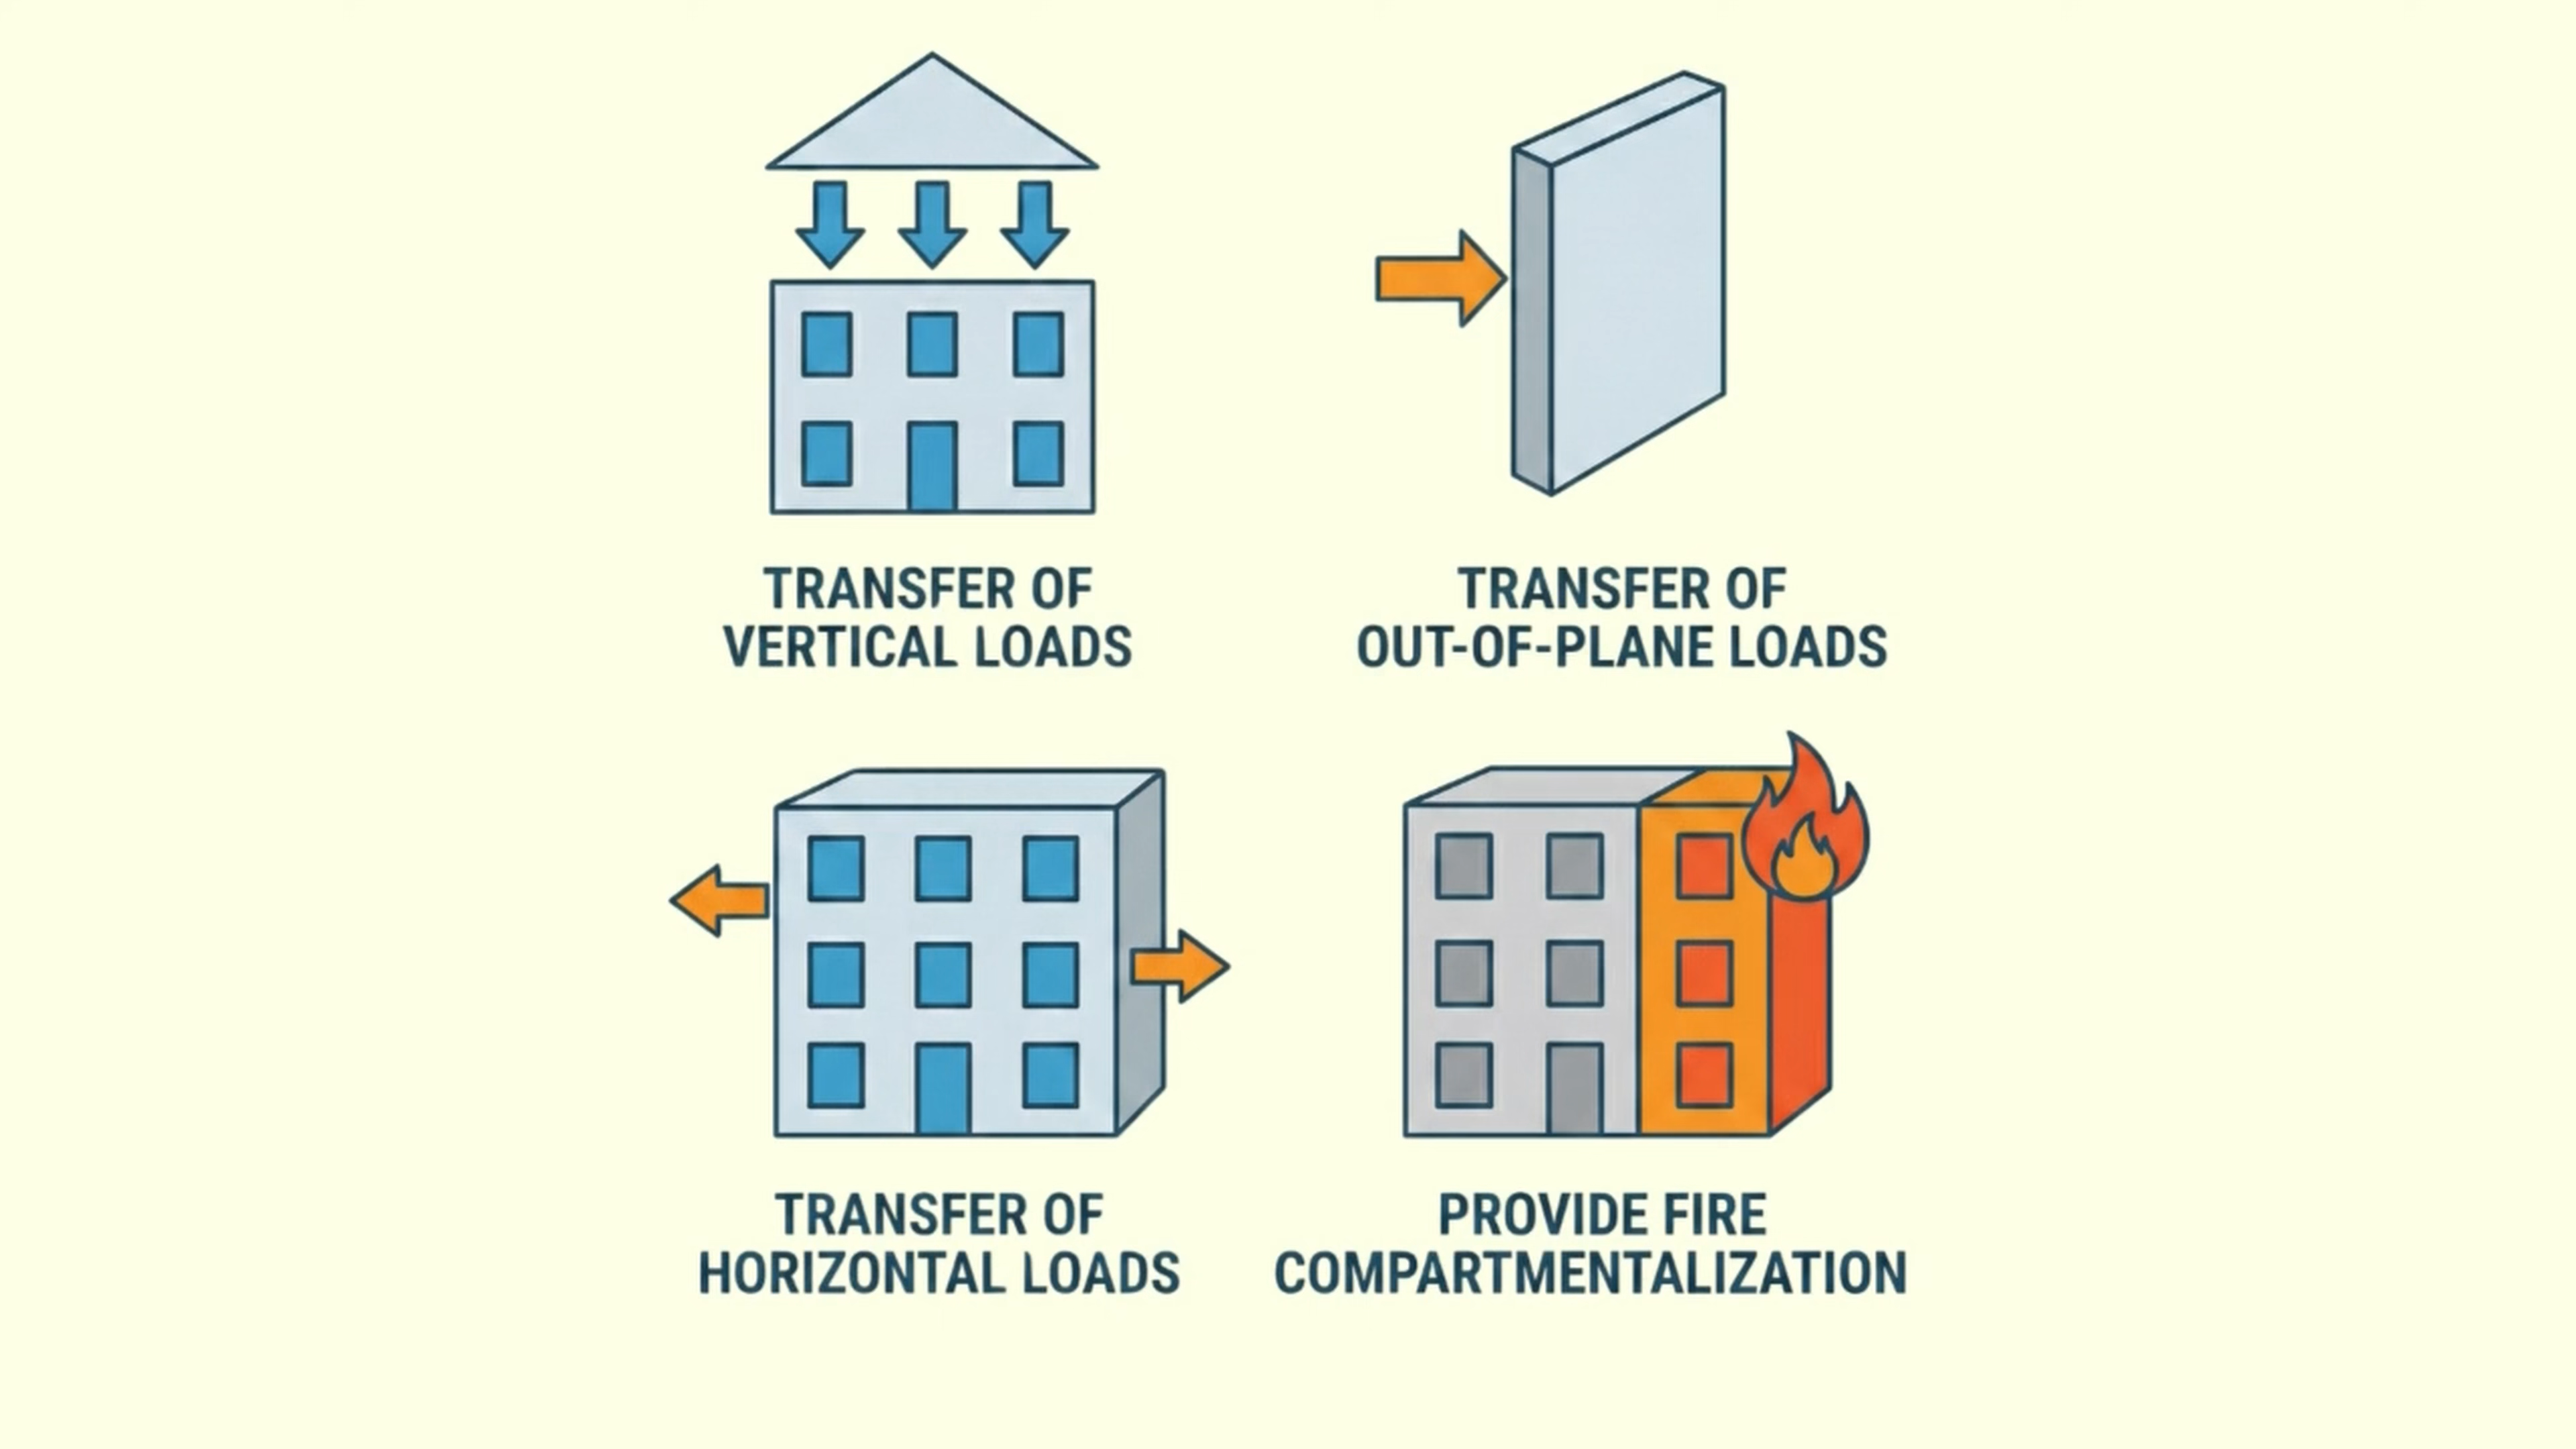 TRANSFER OF
VERTICAL LOADS
TRANSFER OF
OUT-OF-PLANE LOADS
TRANSFER OF
HORIZONTAL LOADS
PROVIDE FIRE
COMPARTMENTALIZATION